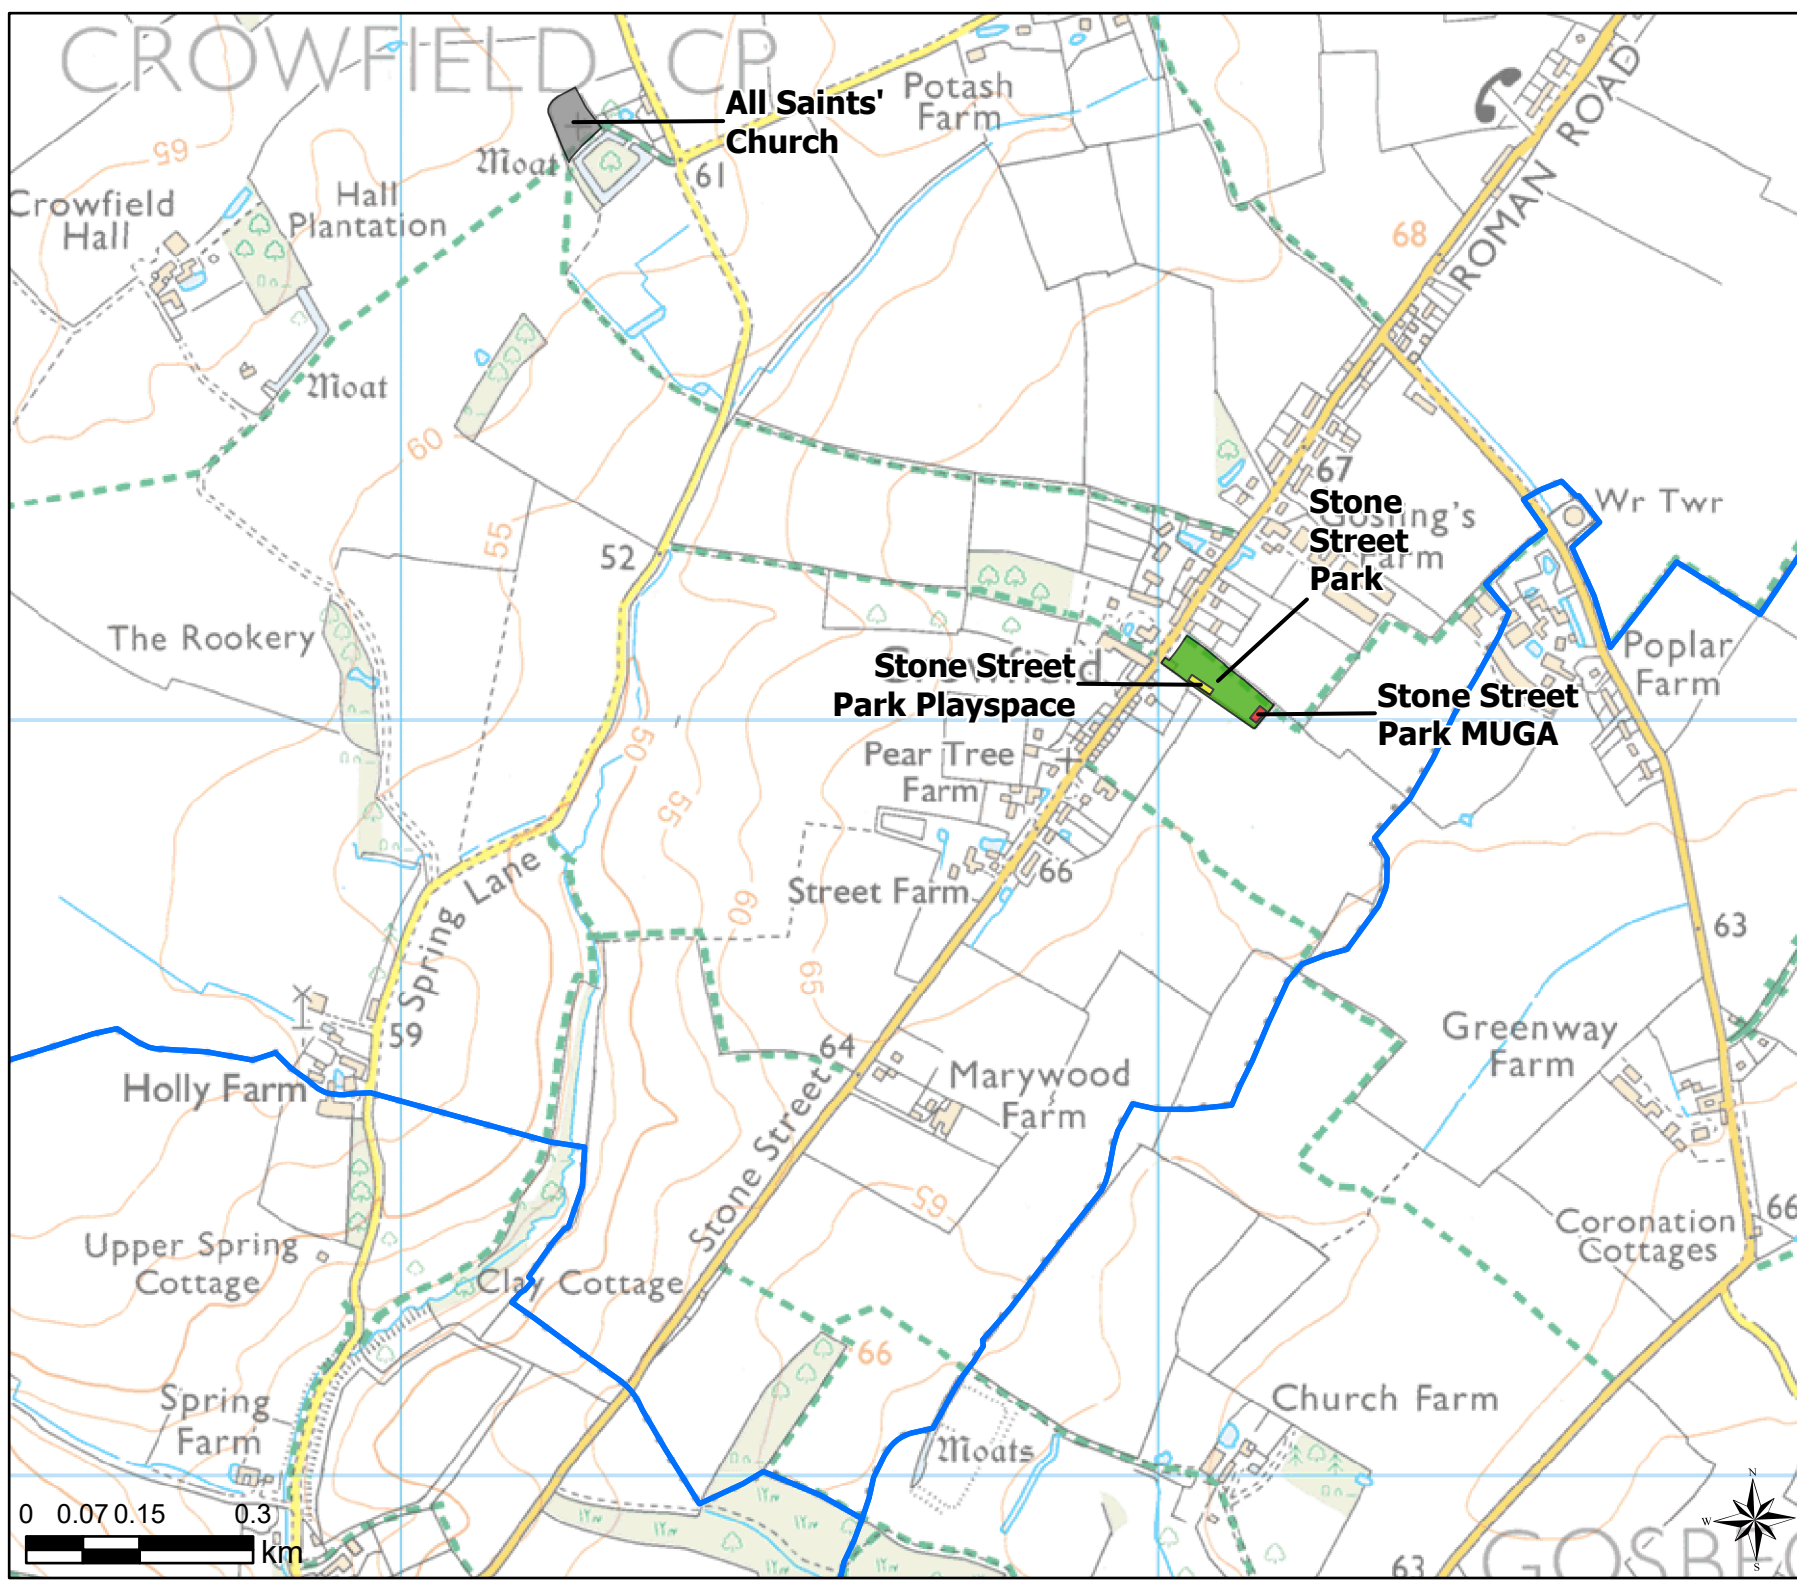 CROWFIELD CP
All Saints'
Church
Potash
Farm
ROMAN ROAD
65
Moat
61
Crowfield
Hall
Hall
Plantation
68
Moat
60
67
Stone
Street
Park
Gosling's
Farm
Wr Twr
55
52
The Rookery
Crowfield
Stone Street
Park Playspace
Stone Street
Park MUGA
Poplar
Farm
50
Pear Tree
Farm
55
66
Street Farm
60
Spring Lane
65
63
59
64
Greenway
Farm
Holly Farm
Marywood
Farm
Stone Street
65
Upper Spring
Cottage
Clay Cottage
Coronation
Cottages
66
66
Spring
Farm
Church Farm
Moats
0 0.07 0.15 0.3
km
N
W
S
63